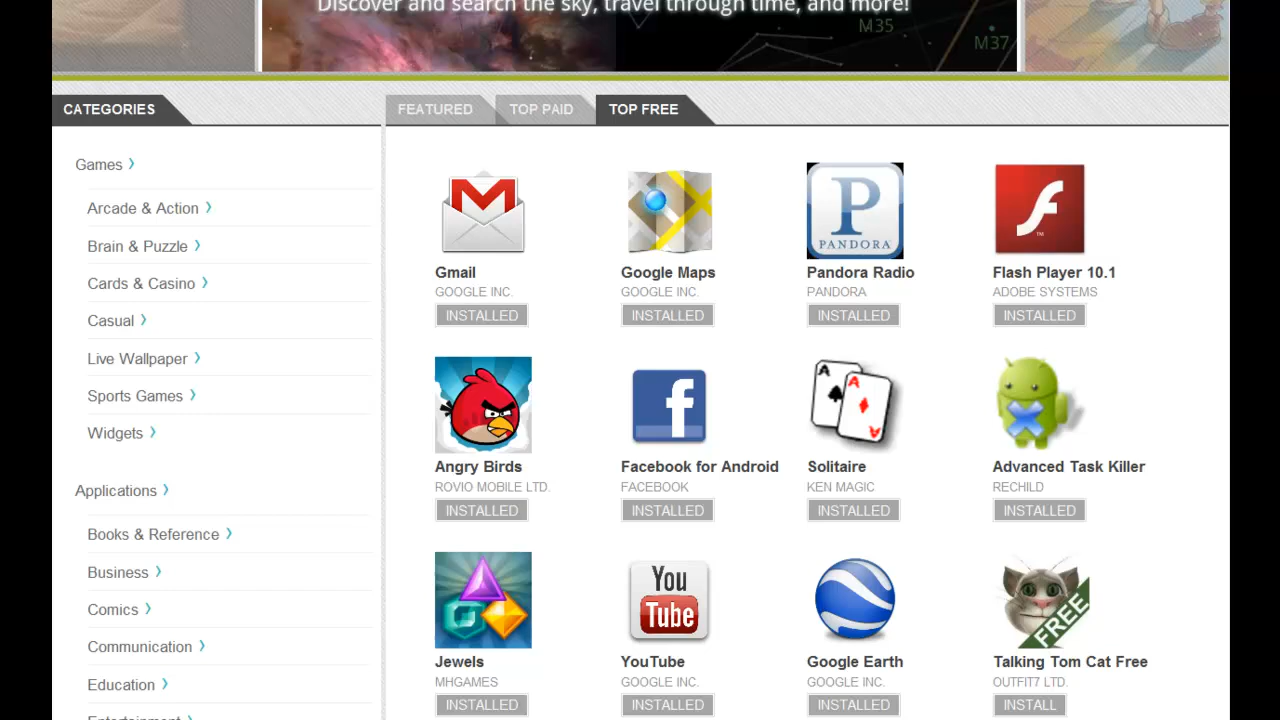 Discover and search the sky, travel through time, and more!
M35
M37
CATEGORIES
FEATURED
TOP PAID
TOP FREE
Games
Arcade & Action
Brain & Puzzle
Cards & Casino
Casual
Live Wallpaper
Sports Games
Widgets
Applications
Books & Reference
Business
Comics
Communication
Education
Entertainment
M
Gmail
GOOGLE INC.
INSTALLED
Google Maps
GOOGLE INC.
INSTALLED
P
PANDORA
Pandora Radio
PANDORA
INSTALLED
TM
Flash Player 10.1
ADOBE SYSTEMS
INSTALLED
Angry Birds
ROVIO MOBILE LTD.
INSTALLED
f
Facebook for Android
FACEBOOK
INSTALLED
A
A
A
Solitaire
KEN MAGIC
INSTALLED
Advanced Task Killer
RECHILD
INSTALLED
Jewels
MHGAMES
INSTALLED
You
Tube
YouTube
GOOGLE INC.
INSTALLED
Google Earth
GOOGLE INC.
INSTALLED
FREE
Talking Tom Cat Free
OUTFIT7 LTD.
INSTALL